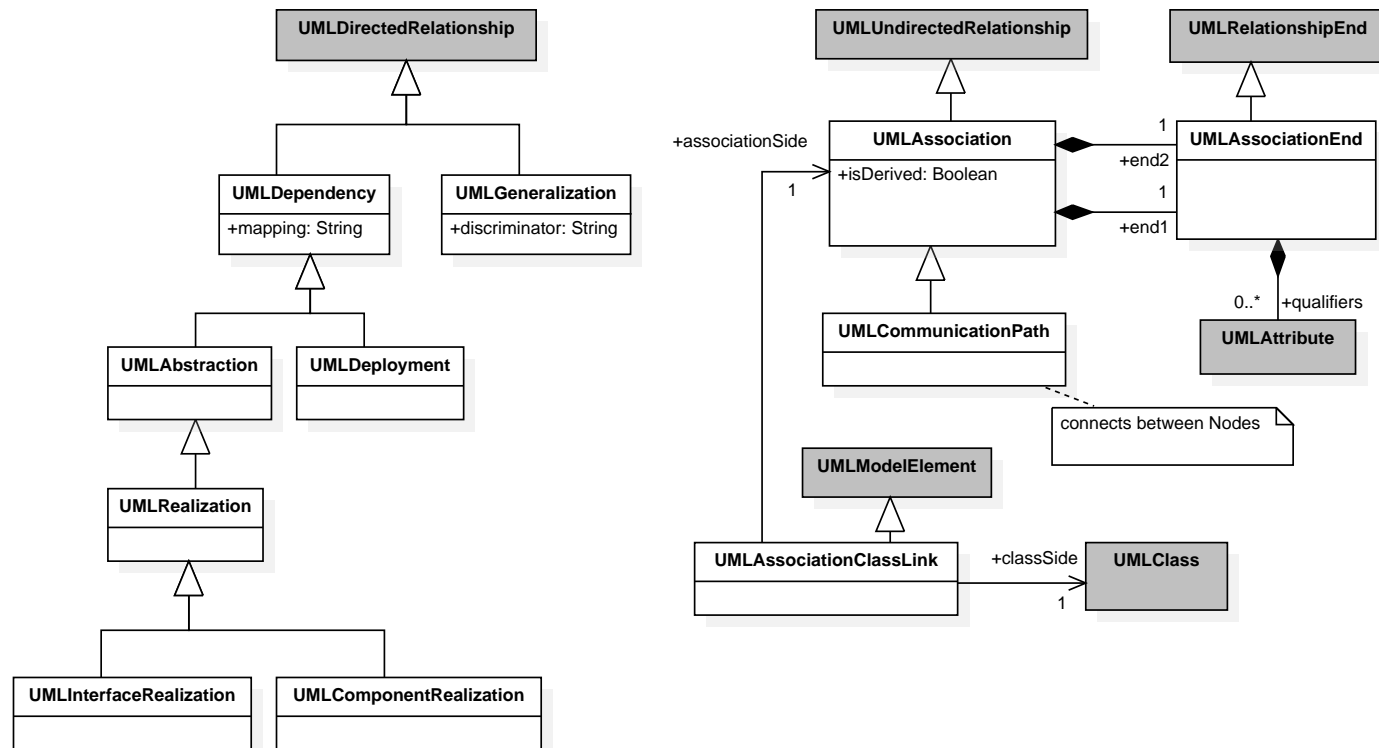 UMLDirectedRelationship
UMLUndirectedRelationship
UMLRelationshipEnd
+associationSide
1
UMLAssociation
+isDerived: Boolean
1
+end2
1
+end1
UMLAssociationEnd
UMLDependency
+mapping: String
UMLGeneralization
+discriminator: String
0..*
+qualifiers
UMLAttribute
UMLCommunicationPath
UMLAbstraction
UMLDeployment
connects between Nodes
UMLModelElement
UMLRealization
UMLAssociationClassLink
+classSide
1
UMLClass
UMLInterfaceRealization
UMLComponentRealization